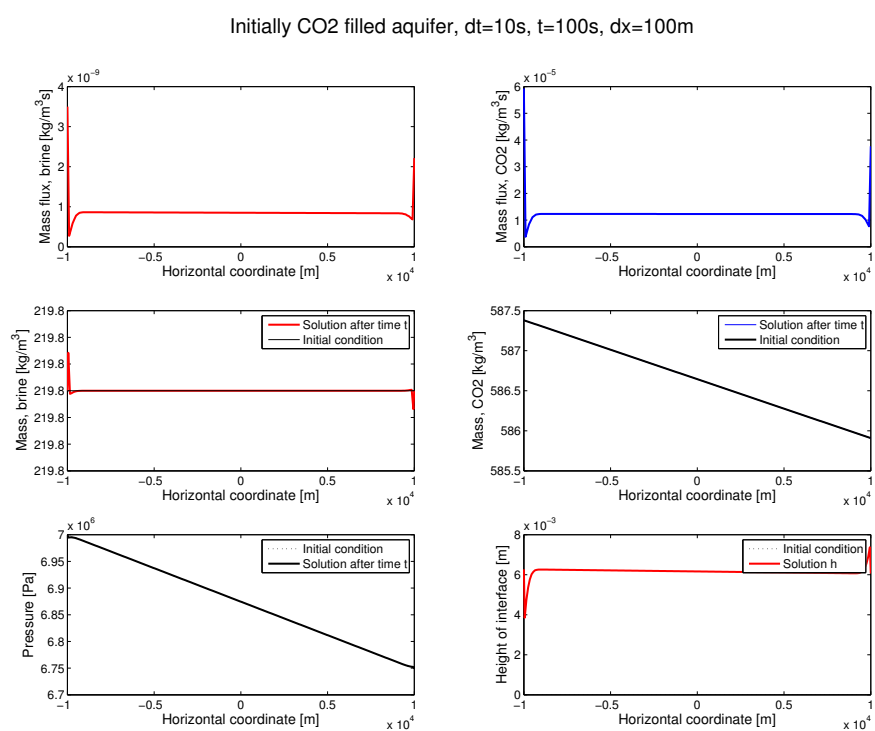 Initially CO2 filled aquifer, dt=10s, t=100s, dx=100m
x 10^-9
4
3
2
1
0
Mass flux, brine [kg/m^3s]
-1
-0.5
0
0.5
1
Horizontal coordinate [m]
x 10^4
x 10^-5
6
5
4
3
2
1
0
Mass flux, CO2 [kg/m^3s]
-1
-0.5
0
0.5
1
Horizontal coordinate [m]
x 10^4
219.8
219.8
219.8
219.8
219.8
219.8
219.8
Mass, brine [kg/m^3]
Solution after time t
Initial condition
-1
-0.5
0
0.5
1
Horizontal coordinate [m]
x 10^4
587.5
587
586.5
586
585.5
Mass, CO2 [kg/m^3]
Solution after time t
Initial condition
-1
-0.5
0
0.5
1
Horizontal coordinate [m]
x 10^4
x 10^6
7
6.95
6.9
6.85
6.8
6.75
6.7
Pressure [Pa]
Initial condition
Solution after time t
-1
-0.5
0
0.5
1
Horizontal coordinate [m]
x 10^4
x 10^-3
8
6
4
2
0
Height of interface [m]
Initial condition
Solution h
-1
-0.5
0
0.5
1
Horizontal coordinate [m]
x 10^4